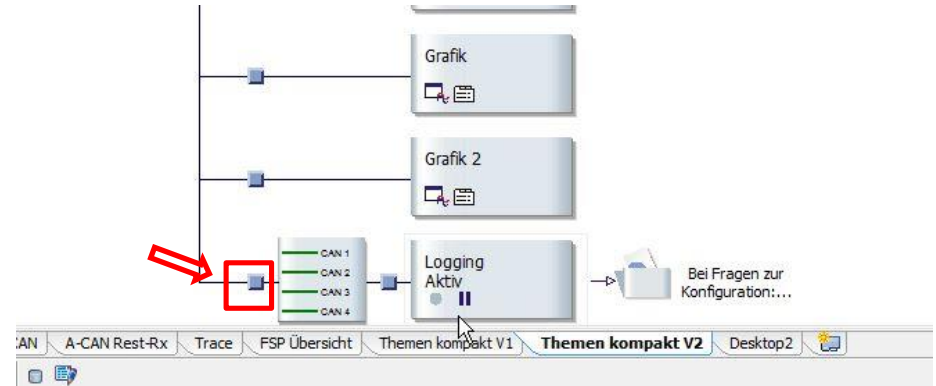 Grafik
Grafik 2
CAN 1
CAN 2
CAN 3
CAN 4
Logging
Aktiv
Bei Fragen zur
Konfiguration:...
CAN A-CAN Rest-Rx Trace FSP Übersicht Themen kompakt V1 Themen kompakt V2 Desktop2